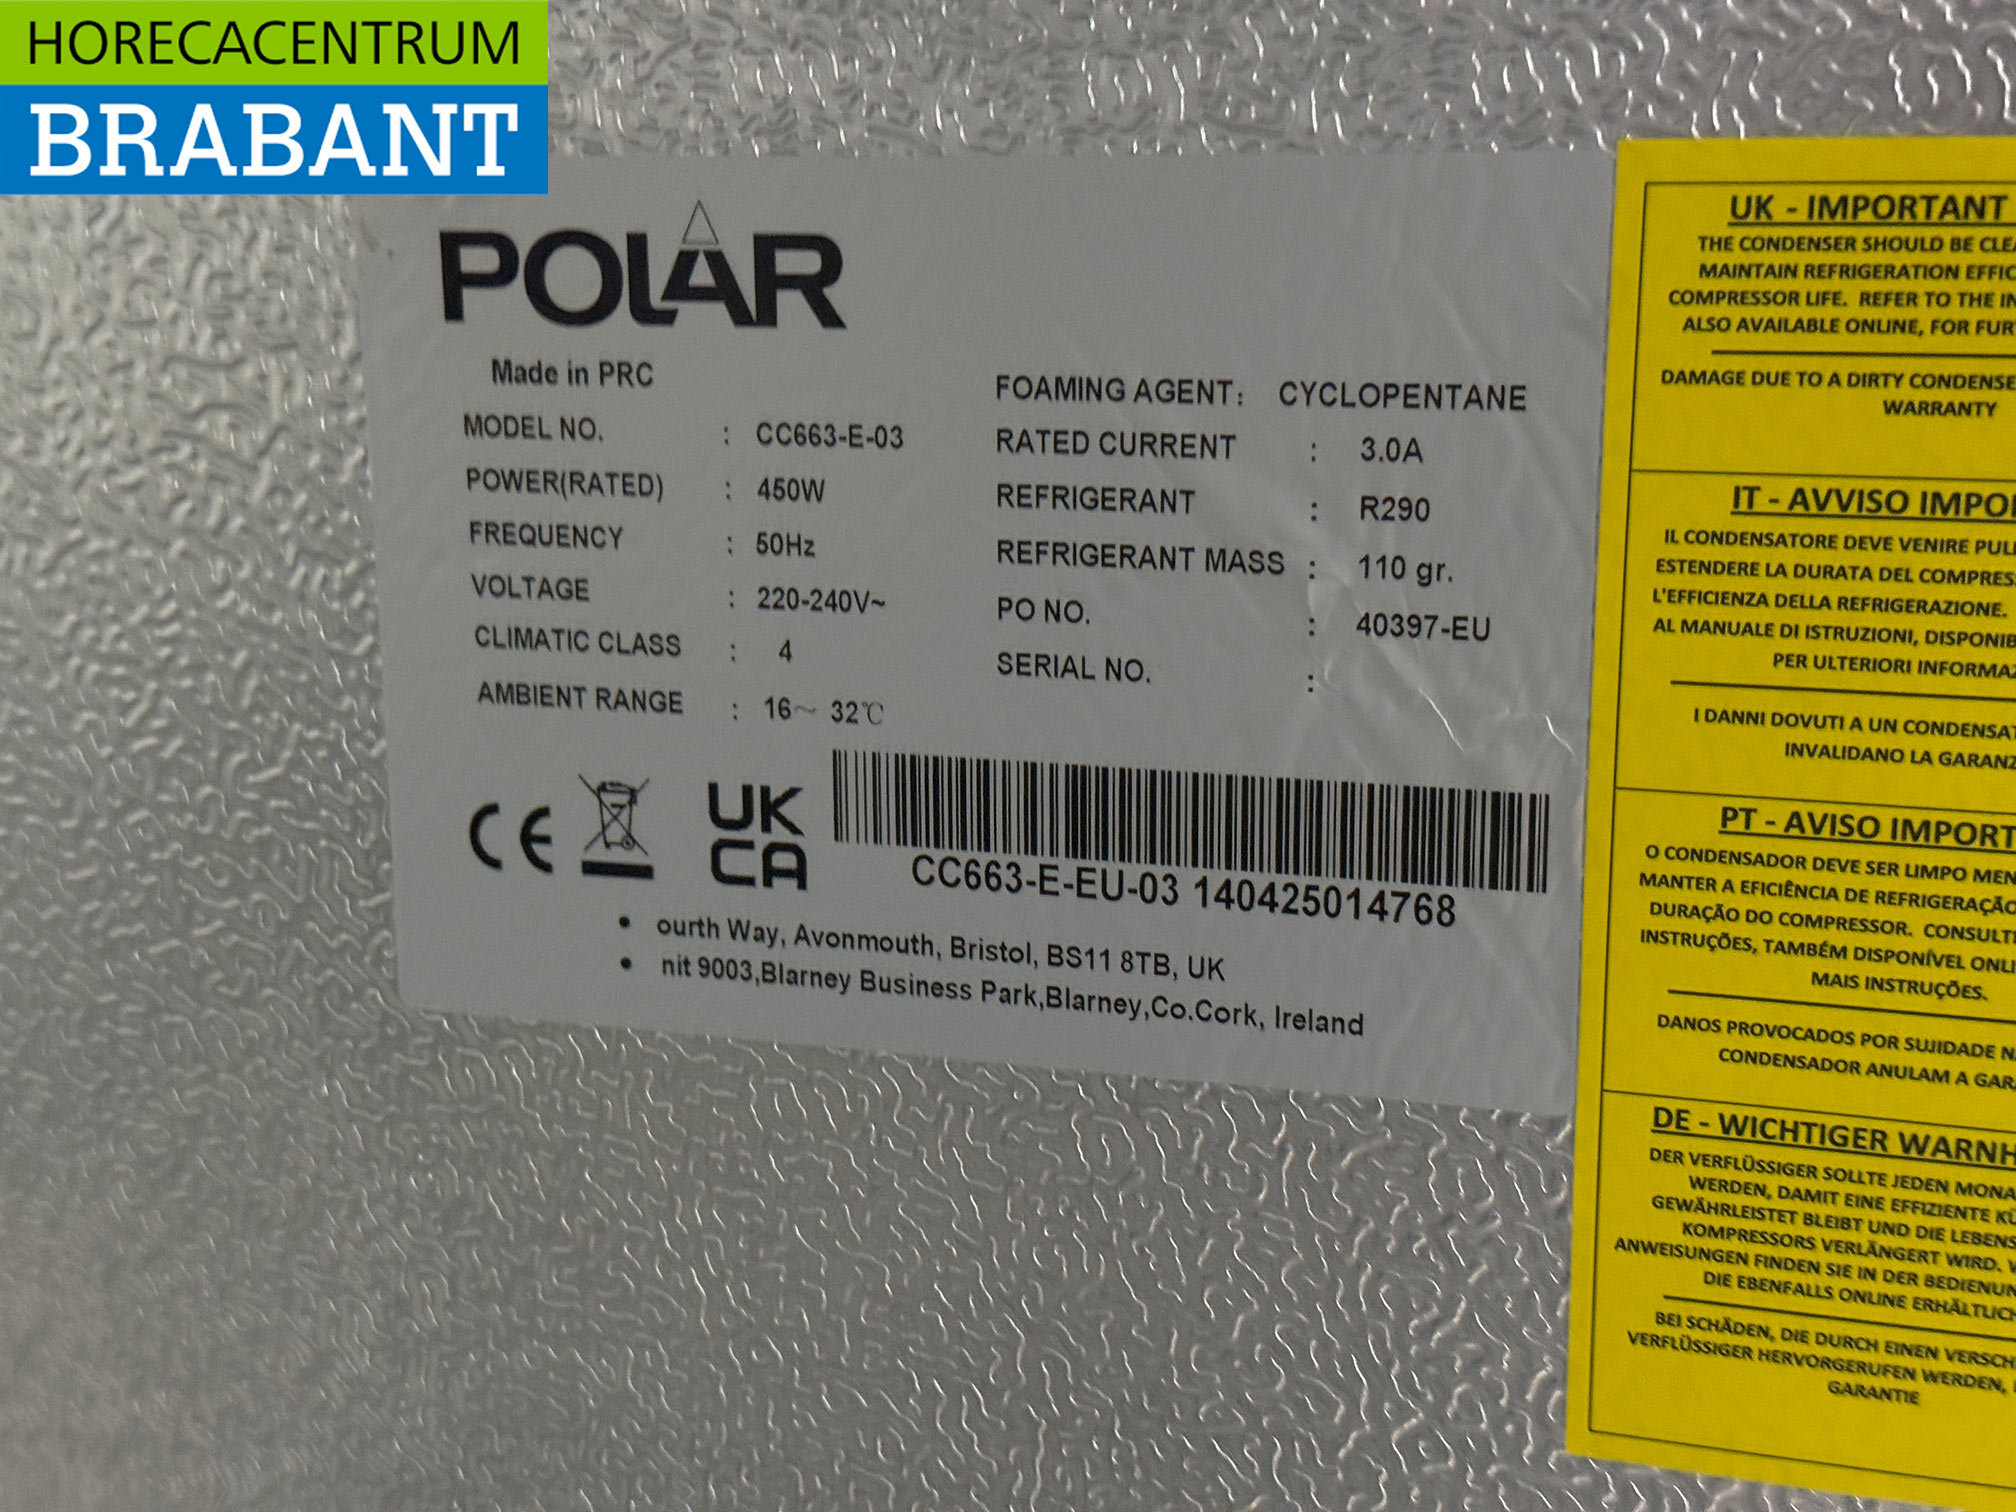 HORECACENTRUM
BRABANT
POLAR
Made in PRC
MODEL NO. : CC663-E-03
POWER(RATED) : 450W
FREQUENCY : 50Hz
VOLTAGE : 220-240V~
CLIMATIC CLASS : 4
AMBIENT RANGE : 16～ 32℃
FOAMING AGENT: CYCLOPENTANE
RATED CURRENT : 3.0A
REFRIGERANT : R290
REFRIGERANT MASS : 110 gr.
PO NO. : 40397-EU
SERIAL NO. :
CE
UK
CA
CC663-E-EU-03 140425014768
• ourth Way, Avonmouth, Bristol, BS11 8TB, UK
• nit 9003,Blarney Business Park,Blarney,Co.Cork, Ireland
UK - IMPORTANT
THE CONDENSER SHOULD BE CLEA
MAINTAIN REFRIGERATION EFFIC
COMPRESSOR LIFE. REFER TO THE IN
ALSO AVAILABLE ONLINE, FOR FUR
DAMAGE DUE TO A DIRTY CONDENSE
WARRANTY
IT - AVVISO IMPO
IL CONDENSATORE DEVE VENIRE PULI
ESTENDERE LA DURATA DEL COMPRES
L'EFFICIENZA DELLA REFRIGERAZIONE.
AL MANUALE DI ISTRUZIONI, DISPONIB
PER ULTERIORI INFORMAZ
I DANNI DOVUTI A UN CONDENSAT
INVALIDANO LA GARANZ
PT - AVISO IMPORT
O CONDENSADOR DEVE SER LIMPO MEN
MANTER A EFICIÊNCIA DE REFRIGERAÇÃO
DURAÇÃO DO COMPRESSOR. CONSULT
INSTRUÇÕES, TAMBÉM DISPONÍVEL ONLI
MAIS INSTRUÇÕES.
DANOS PROVOCADOS POR SUJIDADE N
CONDENSADOR ANULAM A GARA
DE - WICHTIGER WARNH
DER VERFLÜSSIGER SOLLTE JEDEN MONA
WERDEN, DAMIT EINE EFFIZIENTE KÜ
GEWÄHRLEISTET BLEIBT UND DIE LEBENS
KOMPRESSORS VERLÄNGERT WIRD. W
ANWEISUNGEN FINDEN SIE IN DER BEDIENUN
DIE EBENFALLS ONLINE ERHÄLTLICH
BEI SCHÄDEN, DIE DURCH EINEN VERSCH
VERFLÜSSIGER HERVORGERUFEN WERDEN,
GARANTIE